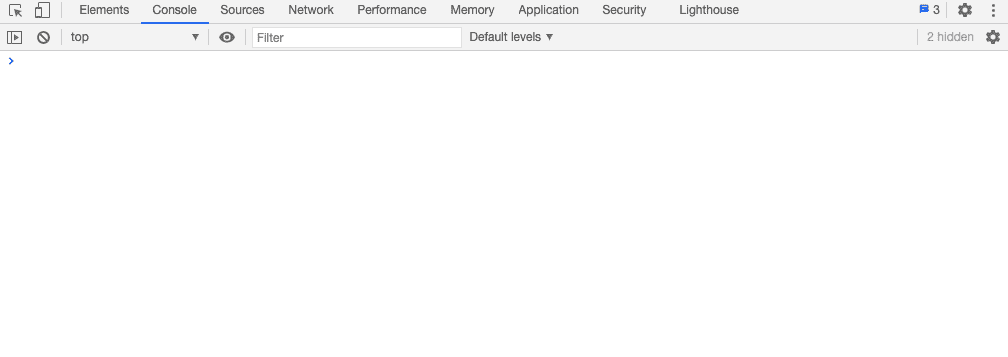 Elements Console Sources Network Performance Memory Application Security Lighthouse 3
top Filter Default levels 2 hidden